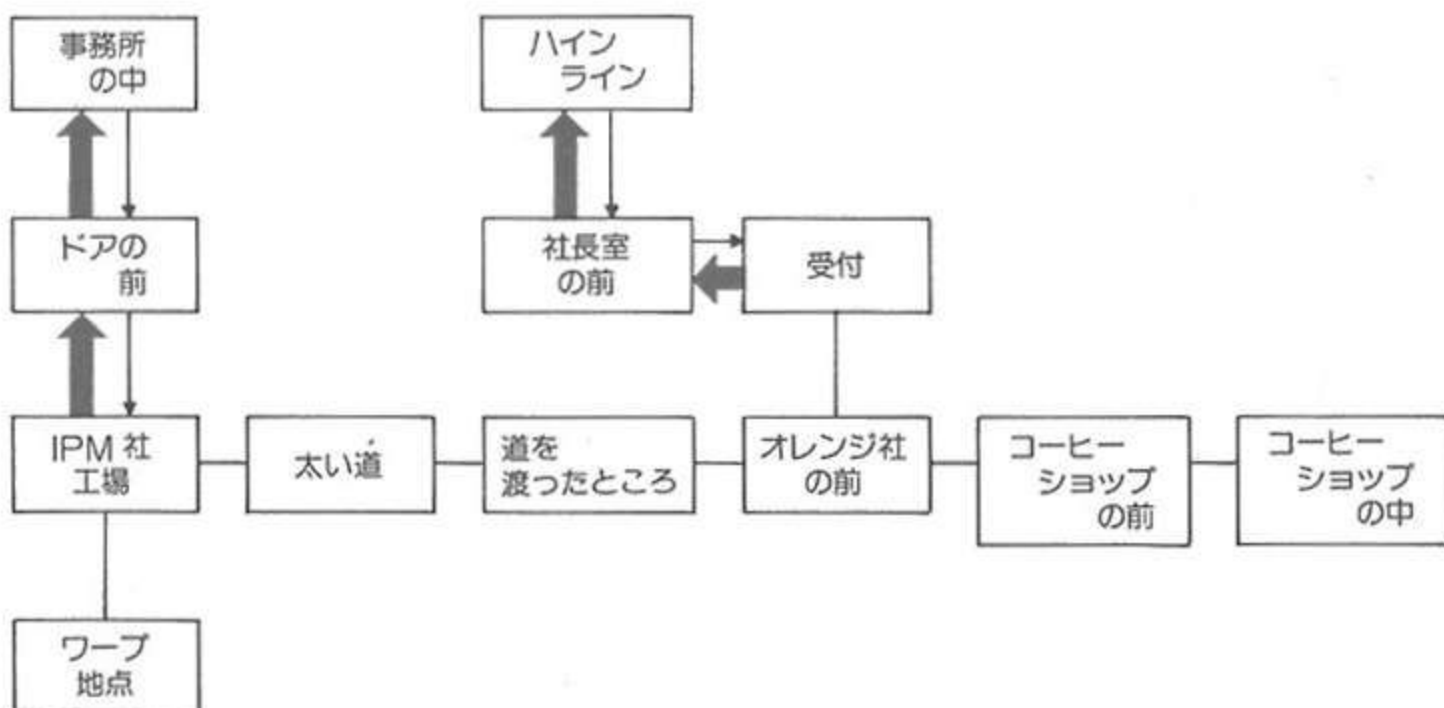 事務所
の中
ハイン
ライン
ドアの
前
社長室
の前
受付
IPM社
工場
太い道
道を
渡ったところ
オレンジ社
の前
コーヒー
ショップ
の前
コーヒー
ショップ
の中
ワープ
地点